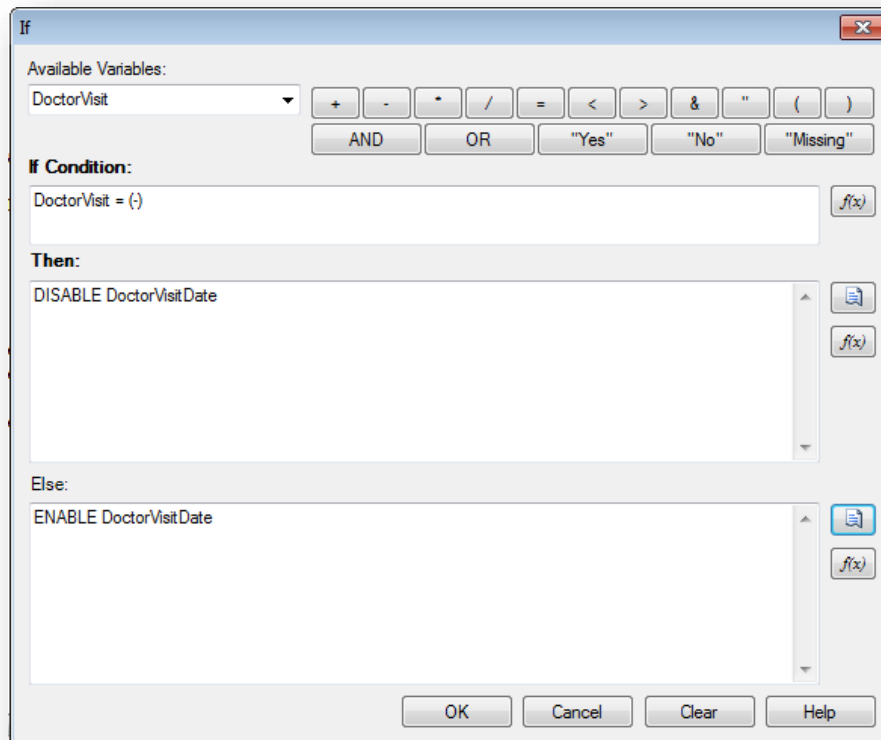 If
Available Variables:
DoctorVisit
+ - * / = < > & " ( )
AND OR "Yes" "No" "Missing"
If Condition:
DoctorVisit = (-)
f(x)
Then:
DISABLE DoctorVisitDate
f(x)
Else:
ENABLE DoctorVisitDate
f(x)
OK Cancel Clear Help